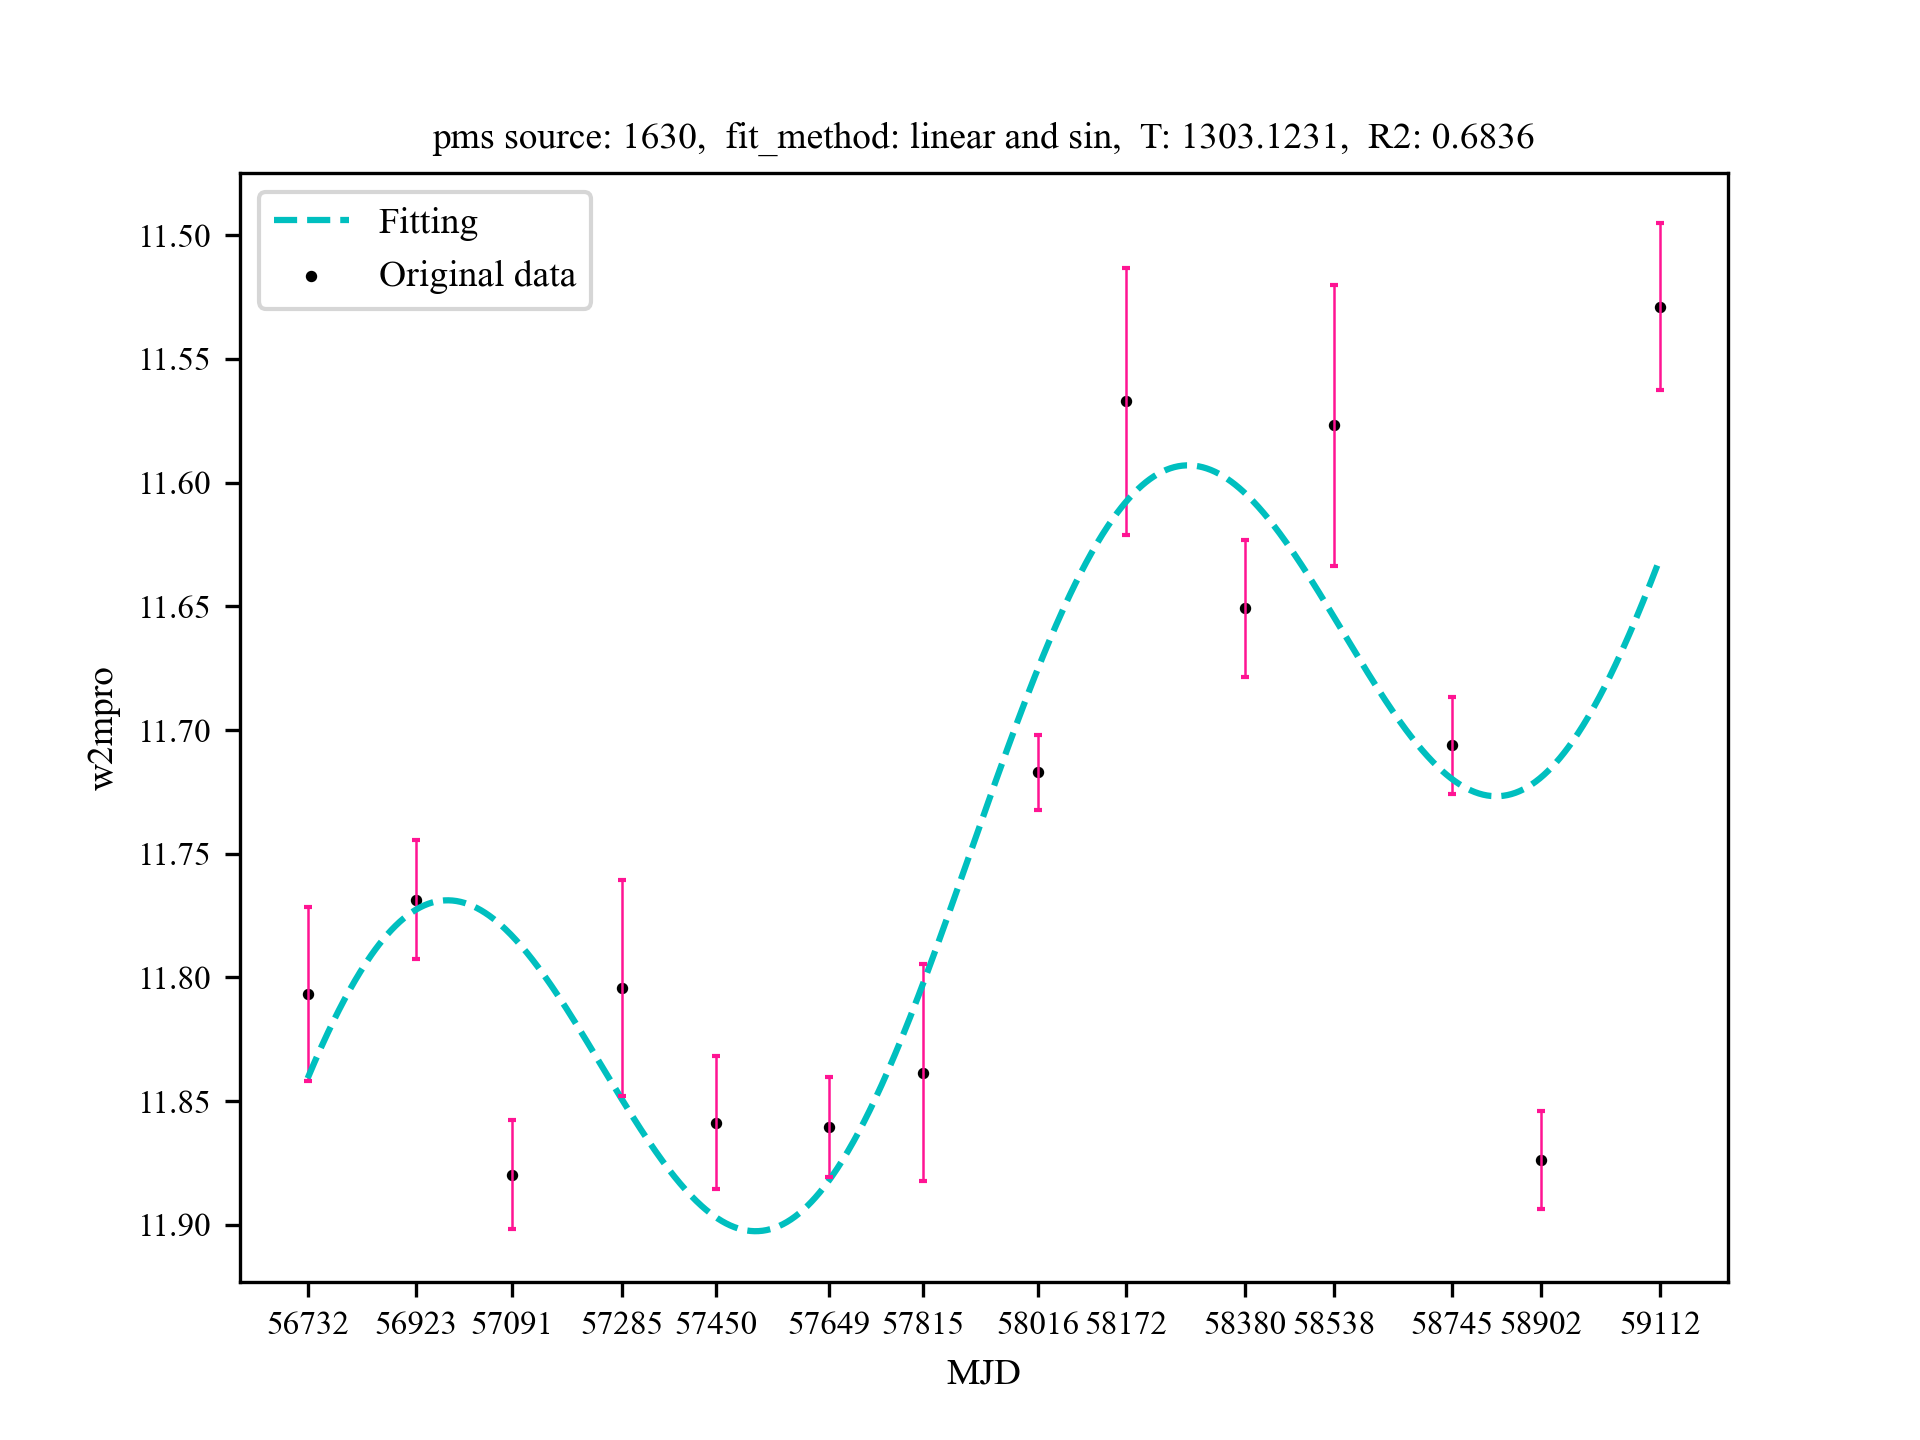 pms source: 1630,  fit_method: linear and sin,  T: 1303.1231,  R2: 0.6836
Fitting
Original data
11.50
11.55
11.60
11.65
11.70
11.75
11.80
11.85
11.90
w2mpro
56732 56923 57091 57285 57450 57649 57815 58016 58172 58380 58538 58745 58902 59112
MJD